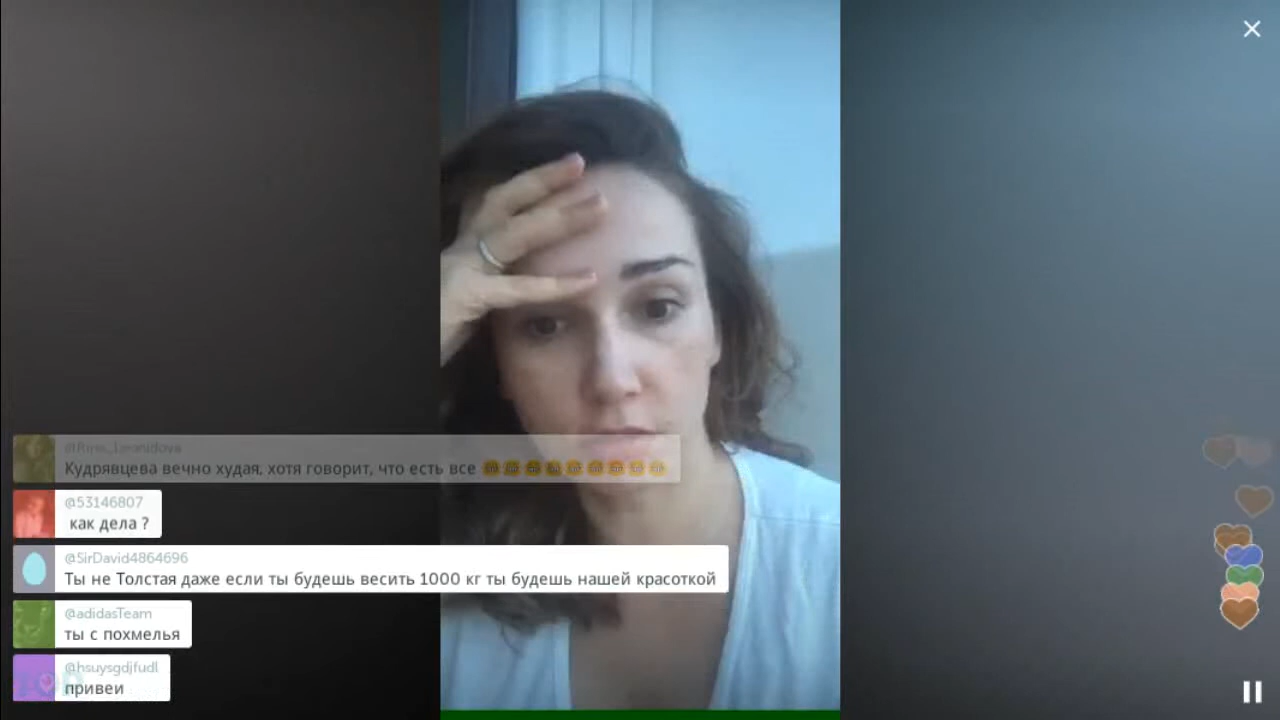 Кудрявцева вечно худая, хотя говорит, что есть все
@53146807
как дела ?
@SirDavid4864696
Ты не Толстая даже если ты будешь весить 1000 кг ты будешь нашей красоткой
@adidasTeam
ты с похмелья
@hsuysgdjfudl
привеи